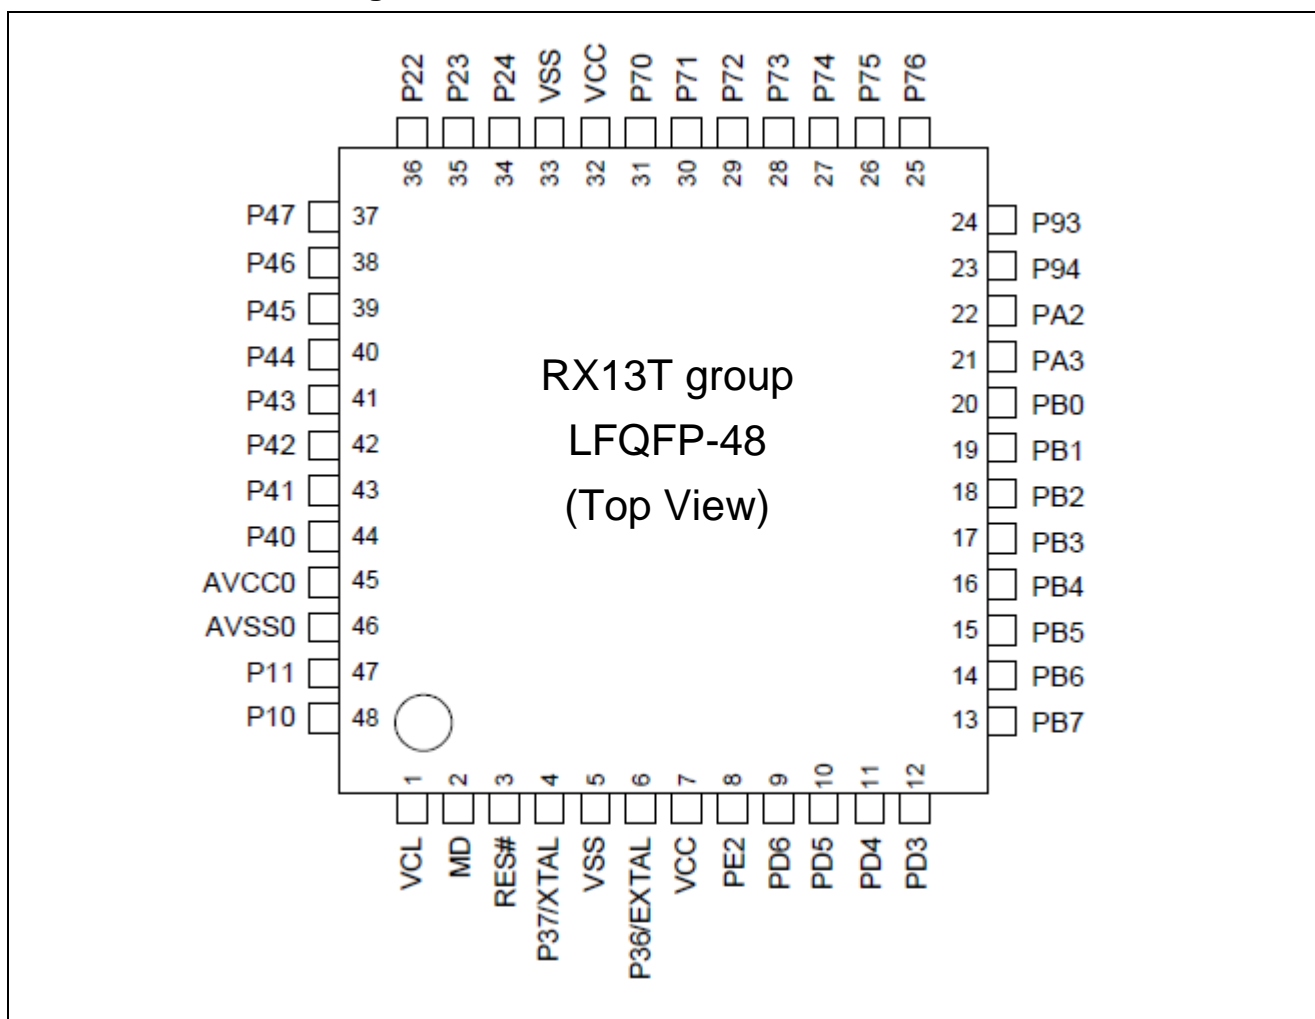 P22 P23 P24 VSS VCC P70 P71 P72 P73 P74 P75 P76
36 35 34 33 32 31 30 29 28 27 26 25
P47 37 24 P93
P46 38 23 P94
P45 39 22 PA2
P44 40 21 PA3
RX13T group
P43 41 20 PB0
P42 42 19 PB1
LFQFP-48
P41 43 18 PB2
(Top View)
P40 44 17 PB3
AVCC0 45 16 PB4
AVSS0 46 15 PB5
P11 47 14 PB6
P10 48 13 PB7
1 2 3 4 5 6 7 8 9 10 11 12
VCL MD RES# P37/XTAL VSS P36/EXTAL VCC PE2 PD6 PD5 PD4 PD3